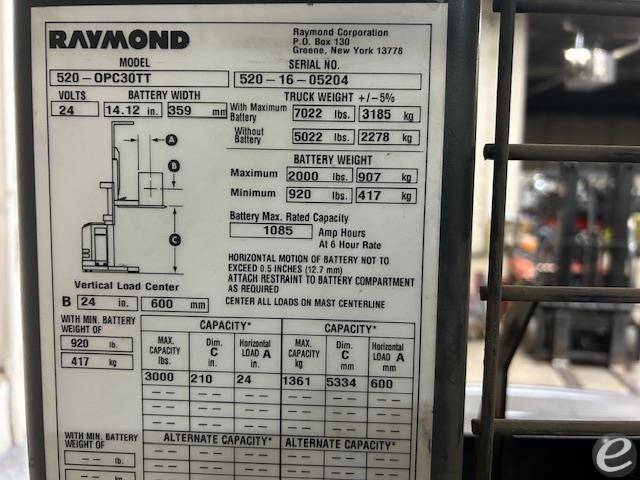 RAYMOND
Raymond Corporation
P.O. Box 130
Greene, New York 13778
MODEL
SERIAL NO.
520-OPC30TT
520-16-05204
VOLTS
BATTERY WIDTH
TRUCK WEIGHT +/-5%
24
14.12 in.
359 mm
With Maximum Battery
7022 lbs.
3185 kg
Without Battery
5022 lbs.
2278 kg
BATTERY WEIGHT
Maximum
2000 lbs.
907 kg
Minimum
920 lbs.
417 kg
A
B
C
Battery Max. Rated Capacity
1085
Amp Hours
At 6 Hour Rate
HORIZONTAL MOTION OF BATTERY NOT TO
EXCEED 0.5 INCHES (12.7 mm)
ATTACH RESTRAINT TO BATTERY COMPARTMENT
AS REQUIRED
CENTER ALL LOADS ON MAST CENTERLINE
Vertical Load Center
B 24 in. 600 mm
WITH MIN. BATTERY
WEIGHT OF
920 lb.
417 kg
CAPACITY*
CAPACITY*
MAX. CAPACITY lbs.
Dim. C in.
Horizontal LOAD A in.
MAX. CAPACITY kg
Dim. C mm
Horizontal LOAD A mm
3000 210 24 1361 5334 600
-- -- -- -- -- --
-- -- -- -- -- --
-- -- -- -- -- --
WITH MIN. BATTERY
WEIGHT OF
-- lb.
-- kg
ALTERNATE CAPACITY*
ALTERNATE CAPACITY*
-- -- -- -- -- --
-- -- -- -- -- --
e